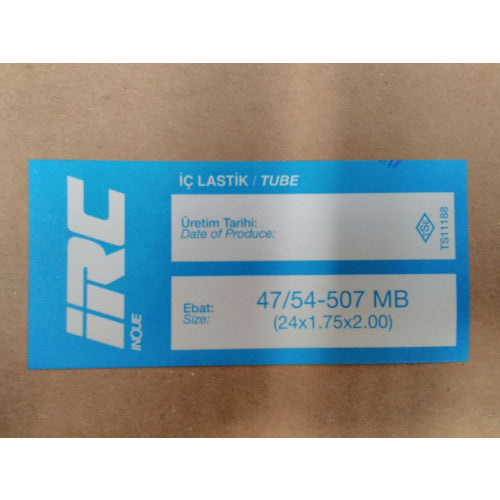 IRC
INOUE
İÇ LASTİK / TUBE
Üretim Tarihi:
Date of Produce:
TSE
TS11188
Ebat:
Size:
47/54-507 MB
(24x1.75x2.00)